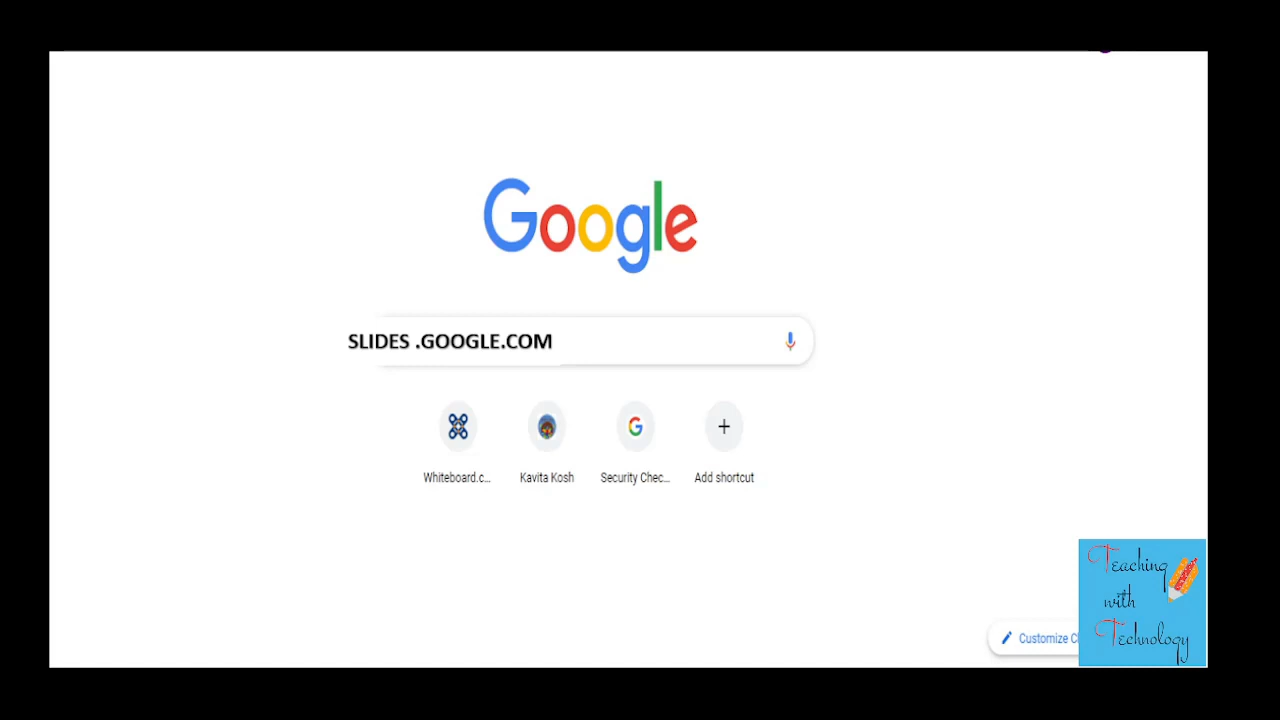 Google
SLIDES .GOOGLE.COM
Whiteboard.c...
Kavita Kosh
Security Chec...
Add shortcut
Customize C
Teaching
with
Technology